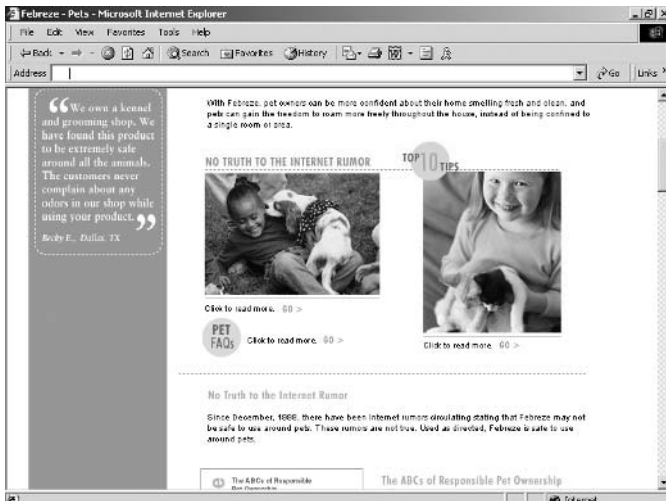 Febreze - Pets - Microsoft Internet Explorer
File Edit View Favorites Tools Help
Back Search Favorites History
Address Go Links
“We own a kennel
and grooming shop. We
have found this product
to be extremely safe
around all the animals.
The customers never
complain about any
odors in our shop while
using your product.”
Becky E., Dallas, TX
With Febreze, pet owners can be more confident about their home smelling fresh and clean, and
pets can gain the freedom to roam more freely throughout the house, instead of being confined to
a single room or area.
NO TRUTH TO THE INTERNET RUMOR
TOP 10 TIPS
Click to read more. GO >
PET
FAQs
Click to read more. GO >
Click to read more. GO >
No Truth to the Internet Rumor
Since December, 1998, there have been Internet rumors circulating stating that Febreze may not
be safe to use around pets. These rumors are not true. Used as directed, Febreze is safe to use
around pets.
The ABCs of Responsible
Pet Ownership
The ABCs of Responsible Pet Ownership
Internet